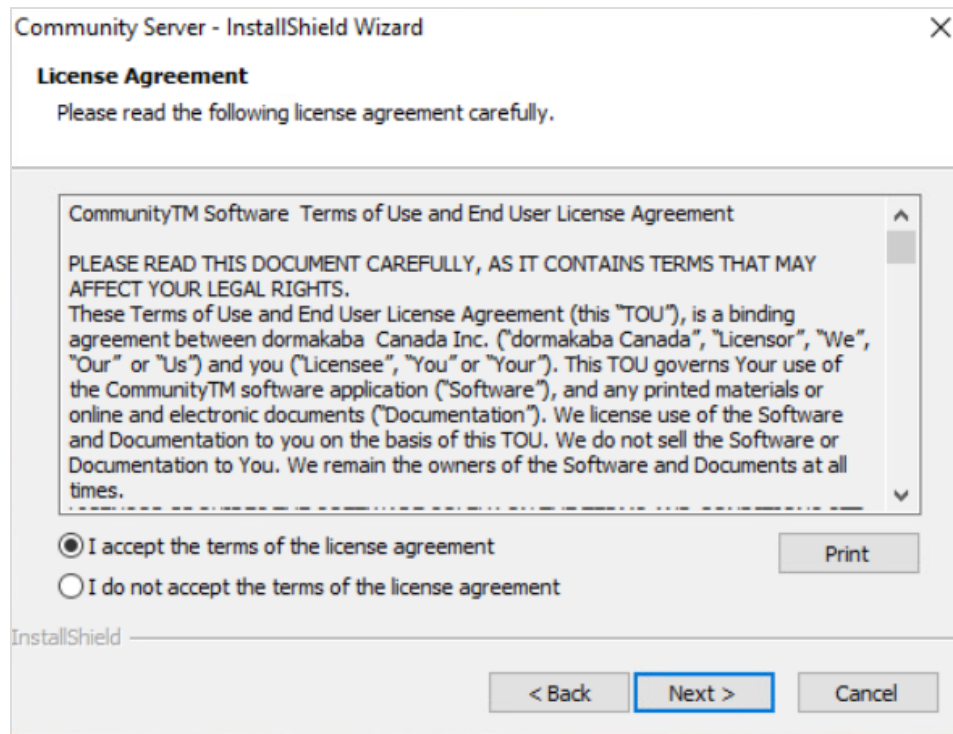 Community Server - InstallShield Wizard
License Agreement
Please read the following license agreement carefully.
CommunityTM Software  Terms of Use and End User License Agreement
PLEASE READ THIS DOCUMENT CAREFULLY, AS IT CONTAINS TERMS THAT MAY
AFFECT YOUR LEGAL RIGHTS.
These Terms of Use and End User License Agreement (this “TOU”), is a binding
agreement between dormakaba  Canada Inc. (“dormakaba Canada”, “Licensor”, “We”,
“Our”  or “Us”) and you (“Licensee”, “You” or “Your”). This TOU governs Your use of
the CommunityTM software application (“Software”), and any printed materials or
online and electronic documents (“Documentation”). We license use of the Software
and Documentation to you on the basis of this TOU. We do not sell the Software or
Documentation to You. We remain the owners of the Software and Documents at all
times.
I accept the terms of the license agreement
Print
I do not accept the terms of the license agreement
InstallShield
< Back
Next >
Cancel